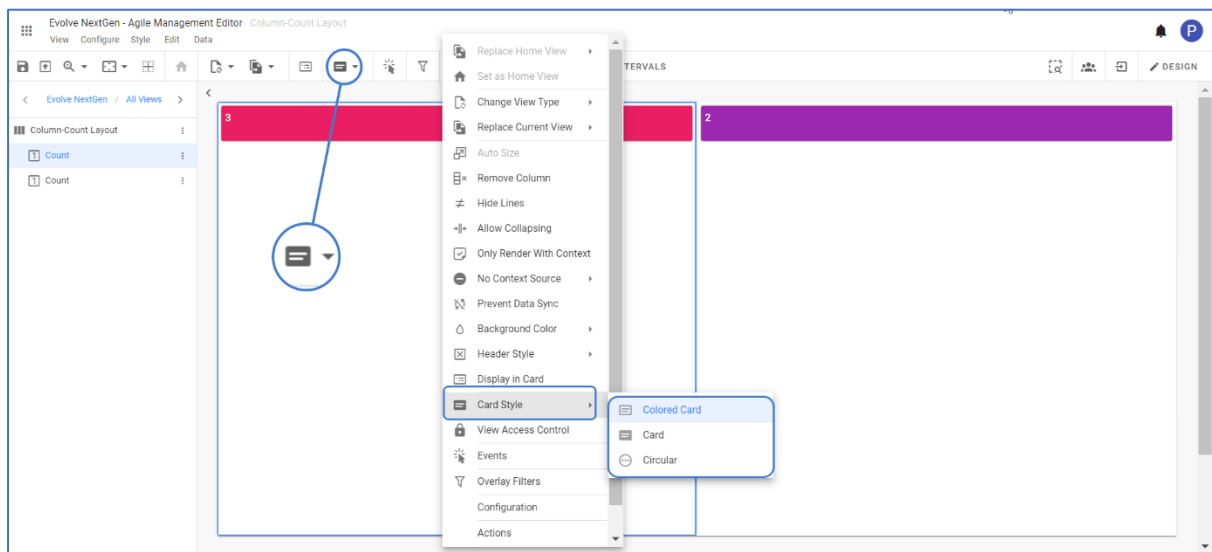 Evolve NextGen - Agile Management Editor Column-Count Layout
View Configure Style Edit Data
P
TERVALS
DESIGN
Evolve NextGen / All Views
Column-Count Layout
1 Count
1 Count
3
2
Replace Home View
Set as Home View
Change View Type
Replace Current View
Auto Size
Remove Column
Hide Lines
Allow Collapsing
Only Render With Context
No Context Source
Prevent Data Sync
Background Color
Header Style
Display in Card
Card Style
View Access Control
Events
Overlay Filters
Configuration
Actions
Colored Card
Card
Circular